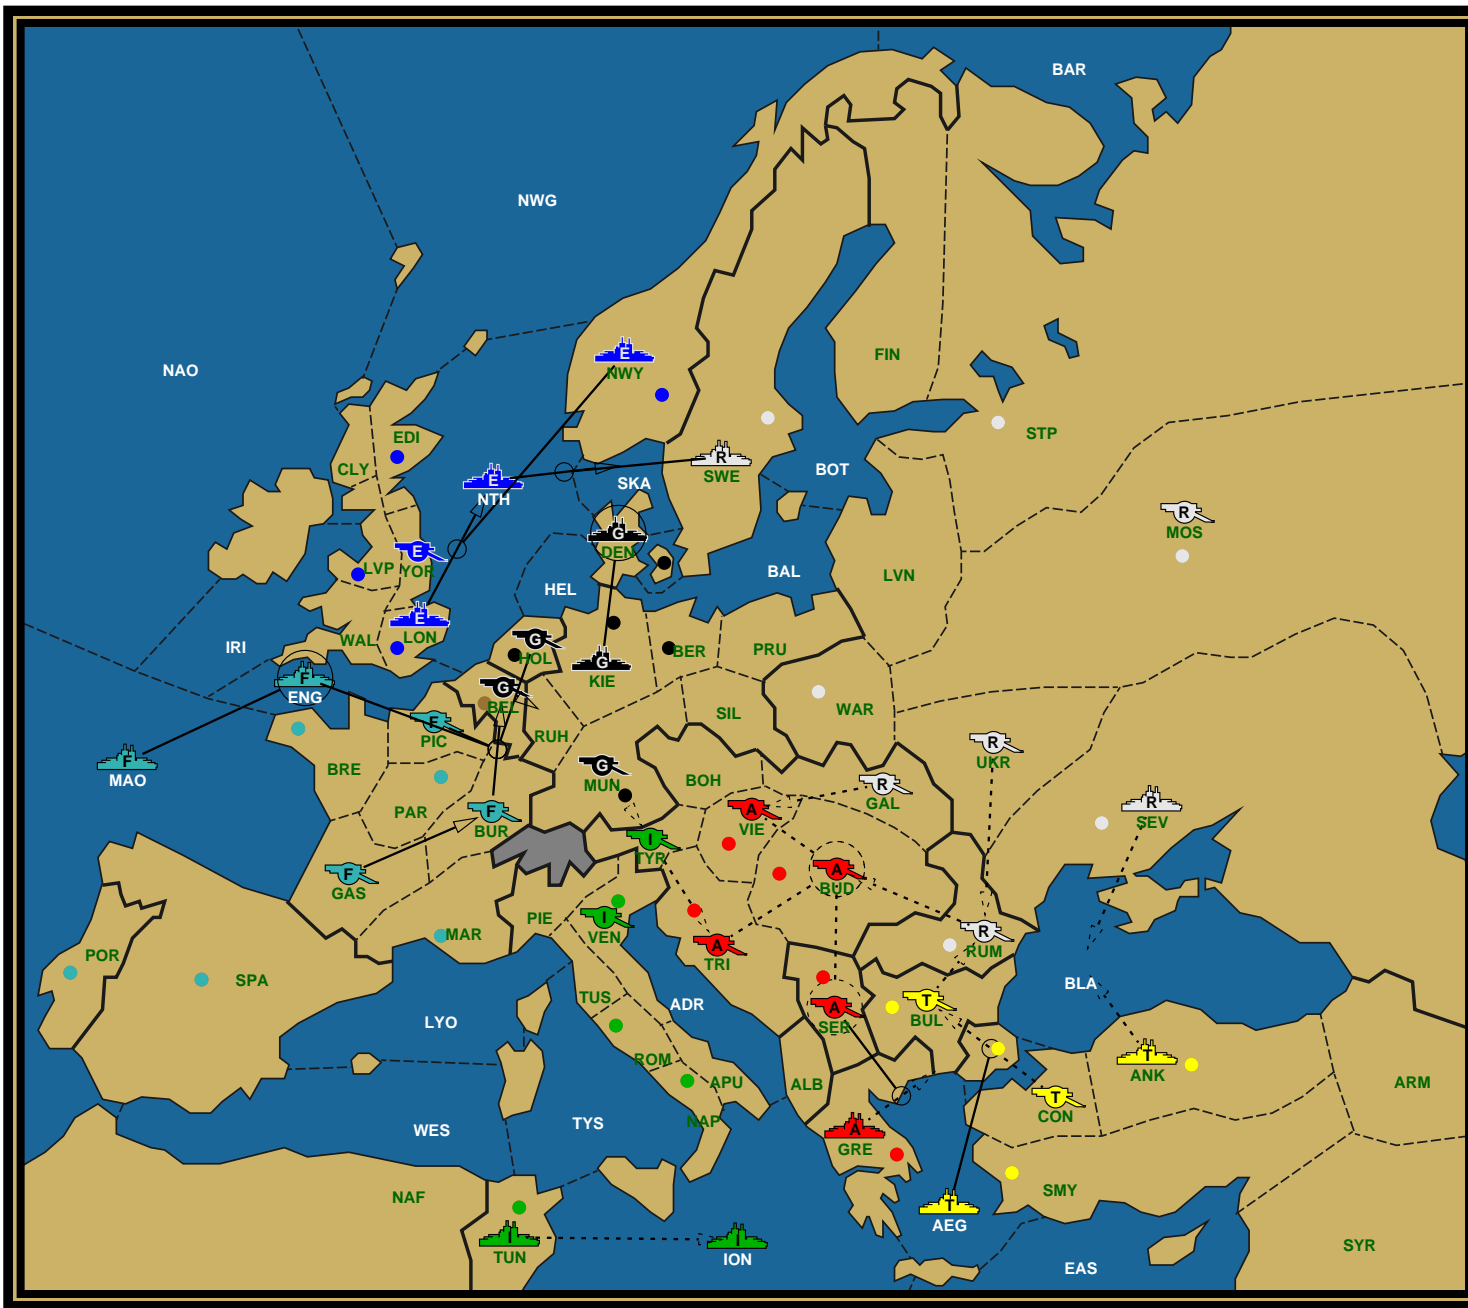 BAR
NWG
FIN
NAO
E
NWY
EDI
STP
CLY
R
SWE
BOT
E
NTH
SKA
R
MOS
G
DEN
E
YOR
LVP
BAL
LVN
HEL
E
LON
WAL
IRI
G
HOL
BER
PRU
G
KIE
F
ENG
G
BEL
WAR
SIL
F
PIC
RUH
R
UKR
F
MAO
BRE
G
MUN
BOH
R
GAL
R
SEV
PAR
F
BUR
A
VIE
I
TYR
F
GAS
A
BUD
PIE
I
VEN
MAR
R
RUM
A
TRI
POR
SPA
BLA
TUS
ADR
T
BUL
A
SER
LYO
ROM
T
ANK
APU
ALB
ARM
T
CON
NAP
TYS
WES
A
GRE
NAF
SMY
T
AEG
I
TUN
I
ION
SYR
EAS